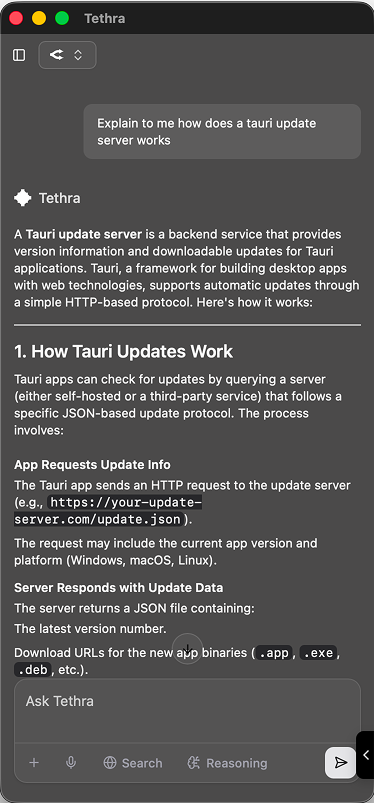 Tethra
Explain to me how does a tauri update
server works
Tethra
A Tauri update server is a backend service that provides
version information and downloadable updates for Tauri
applications. Tauri, a framework for building desktop apps
with web technologies, supports automatic updates through
a simple HTTP-based protocol. Here's how it works:
1. How Tauri Updates Work
Tauri apps can check for updates by querying a server
(either self-hosted or a third-party service) that follows a
specific JSON-based update protocol. The process
involves:
App Requests Update Info
The Tauri app sends an HTTP request to the update server
(e.g., https://your-update-
server.com/update.json).
The request may include the current app version and
platform (Windows, macOS, Linux).
Server Responds with Update Data
The server returns a JSON file containing:
The latest version number.
Download URLs for the new app binaries (.app, .exe,
.deb, etc.).
Ask Tethra
Search Reasoning